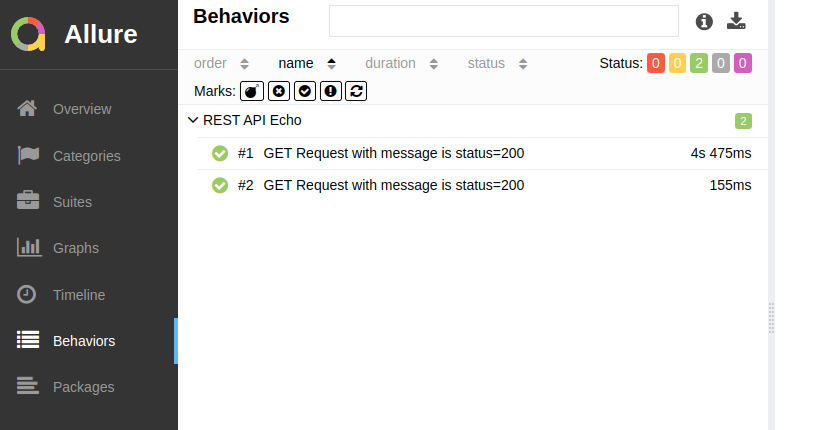 Allure
Overview
Categories
Suites
Graphs
Timeline
Behaviors
Packages
Behaviors
order name duration status Status: 0 0 2 0 0
Marks:
REST API Echo 2
#1 GET Request with message is status=200 4s 475ms
#2 GET Request with message is status=200 155ms